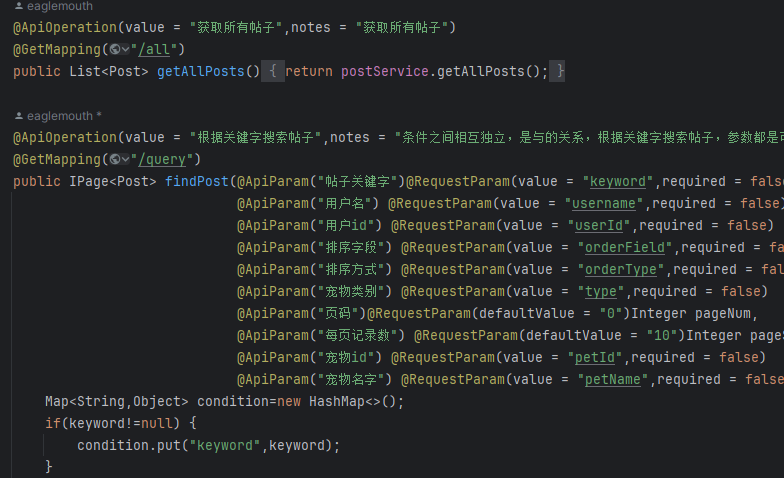 eaglemouth
@ApiOperation(value = "获取所有帖子",notes = "获取所有帖子")
@GetMapping("/all")
public List<Post> getAllPosts() { return postService.getAllPosts(); }
eaglemouth *
@ApiOperation(value = "根据关键字搜索帖子",notes = "条件之间相互独立，是与的关系，根据关键字搜索帖子，参数都是可
@GetMapping("/query")
public IPage<Post> findPost(@ApiParam("帖子关键字")@RequestParam(value = "keyword",required = false
@ApiParam("用户名") @RequestParam(value = "username",required = false)
@ApiParam("用户id") @RequestParam(value = "userId",required = false)
@ApiParam("排序字段") @RequestParam(value = "orderField",required = fa
@ApiParam("排序方式") @RequestParam(value = "orderType",required = fal
@ApiParam("宠物类别") @RequestParam(value = "type",required = false)
@ApiParam("页码")@RequestParam(defaultValue = "0")Integer pageNum,
@ApiParam("每页记录数") @RequestParam(defaultValue = "10")Integer pageS
@ApiParam("宠物id") @RequestParam(value = "petId",required = false)
@ApiParam("宠物名字") @RequestParam(value = "petName",required = false
Map<String,Object> condition=new HashMap<>();
if(keyword!=null) {
condition.put("keyword",keyword);
}